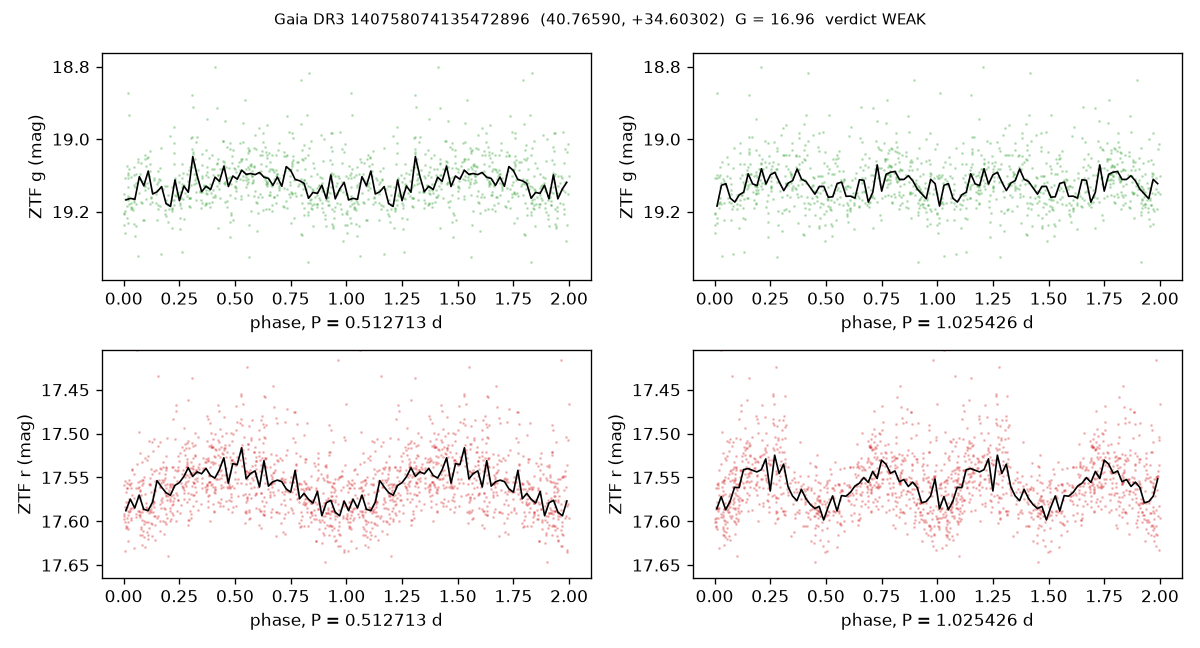 Gaia DR3 140758074135472896  (40.76590, +34.60302)  G = 16.96  verdict WEAK
18.8
19.0
19.2
ZTF g (mag)
0.00 0.25 0.50 0.75 1.00 1.25 1.50 1.75 2.00
phase, P = 0.512713 d
18.8
19.0
19.2
ZTF g (mag)
0.00 0.25 0.50 0.75 1.00 1.25 1.50 1.75 2.00
phase, P = 1.025426 d
17.45
17.50
17.55
17.60
17.65
ZTF r (mag)
0.00 0.25 0.50 0.75 1.00 1.25 1.50 1.75 2.00
phase, P = 0.512713 d
17.45
17.50
17.55
17.60
17.65
ZTF r (mag)
0.00 0.25 0.50 0.75 1.00 1.25 1.50 1.75 2.00
phase, P = 1.025426 d